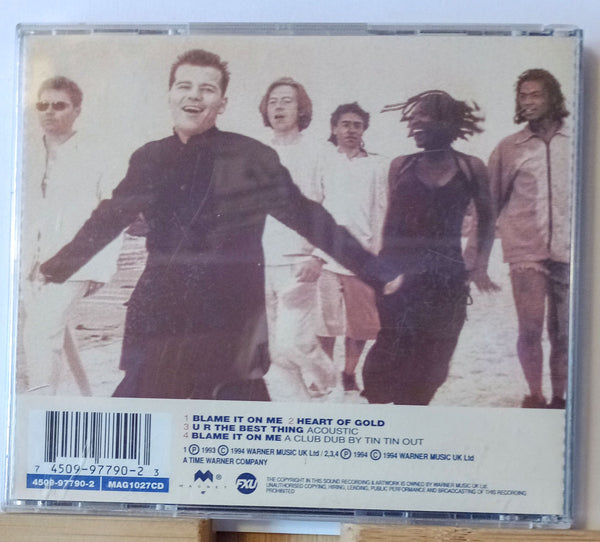 1 BLAME IT ON ME 2 HEART OF GOLD
3 U R THE BEST THING ACOUSTIC
4 BLAME IT ON ME A CLUB DUB BY TIN TIN OUT
1 Ⓟ 1993 Ⓒ 1994 WARNER MUSIC UK Ltd / 2,3,4 Ⓟ 1994 Ⓒ 1994 WARNER MUSIC UK Ltd
A TIME WARNER COMPANY
7 45099-97790-2 3
4509-97790-2 MAG1027CD
MAGNET
FXU
THE COPYRIGHT IN THIS SOUND RECORDING & ARTWORK IS OWNED BY WARNER MUSIC UK Ltd.
UNAUTHORISED COPYING, HIRING, LENDING, PUBLIC PERFORMANCE AND BROADCASTING OF THIS RECORDING
PROHIBITED